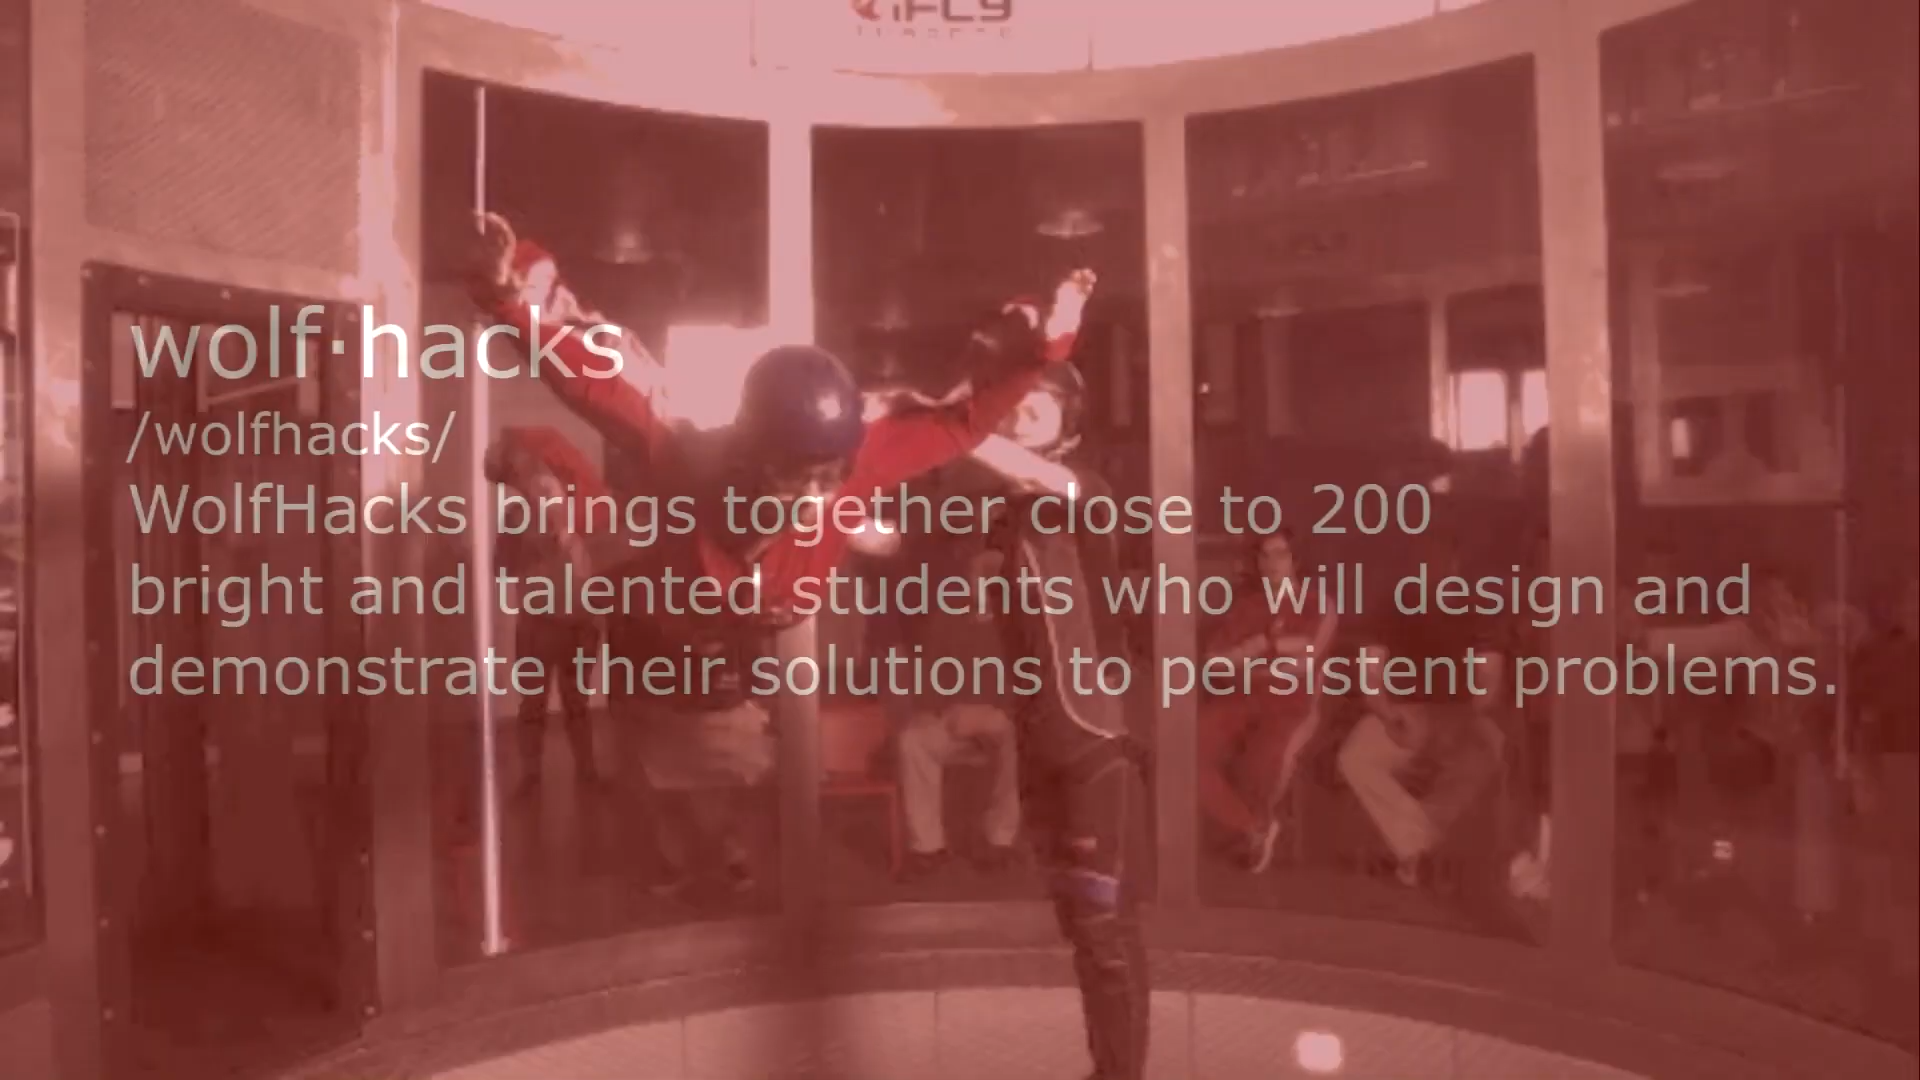 iFLY
wolf·hacks
/wolfhacks/
WolfHacks brings together close to 200
bright and talented students who will design and
demonstrate their solutions to persistent problems.